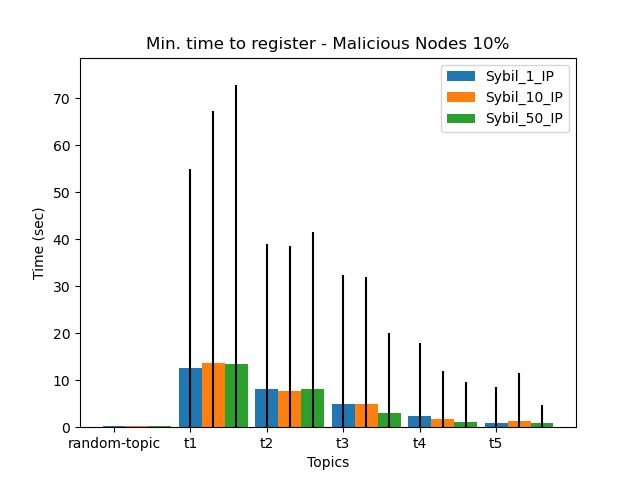 Min. time to register - Malicious Nodes 10%
Sybil_1_IP
Sybil_10_IP
Sybil_50_IP
Time (sec)
70
60
50
40
30
20
10
0
random-topic t1 t2 t3 t4 t5
Topics